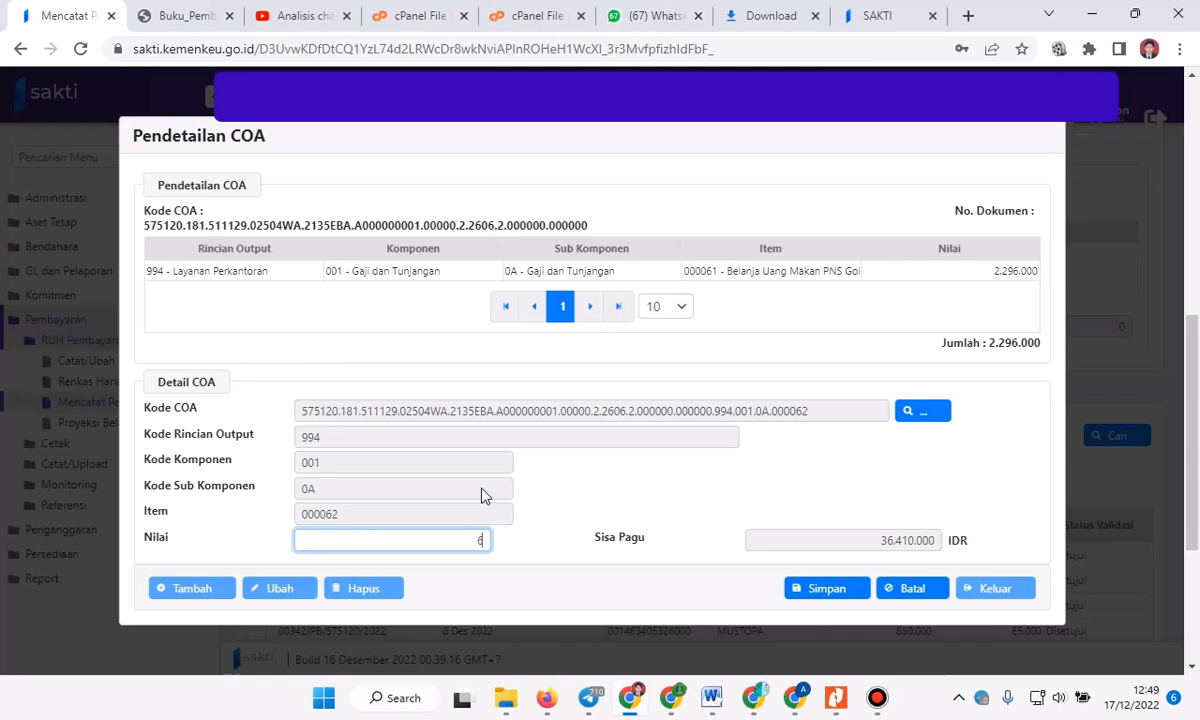 Mencatat P
Buku_Pemb
Analisis cha
cPanel File
cPanel File
(67) Whats
Download
SAKTI
sakti.kemenkeu.go.id/D3UvwKDfDtCQ1YzL74d2LRWcDr8wkNviAPInROHeH1WcXI_3r3MvfpfizhIdFbF_
sakti
Pencarian Menu
Administrasi
Aset Tetap
Bendahara
GL dan Pelaporan
Komitmen
Pembayaran
RUH Pembayar
Catat/Ubah
Renkas Haria
Mencatat Pe
Proyeksi Bel
Cetak
Catat/Upload
Monitoring
Referensi
Penganggaran
Persediaan
Report
Pendetailan COA
Pendetailan COA
Kode COA : No. Dokumen :
575120.181.511129.02504WA.2135EBA.A000000001.00000.2.2606.2.000000.000000
Rincian Output Komponen Sub Komponen Item Nilai
994 - Layanan Perkantoran 001 - Gaji dan Tunjangan 0A - Gaji dan Tunjangan 000061 - Belanja Uang Makan PNS Gol 2.296.000
1 10
Jumlah : 2.296.000
Detail COA
Kode COA 575120.181.511129.02504WA.2135EBA.A000000001.00000.2.2606.2.000000.000000.994.001.0A.000062 ...
Kode Rincian Output 994
Kode Komponen 001
Kode Sub Komponen 0A
Item 000062
Nilai 6 Sisa Pagu 36.410.000 IDR
Tambah Ubah Hapus Simpan Batal Keluar
0
Cari
Status Validasi
00342/PB/575120/2022 8 Des 2022 001463405328000 MUSTOPA 850.000 65.000 Disetujui
sakti Build 16 Desember 2022 00.39.16 GMT+7
Search
710
12:49
17/12/2022
6